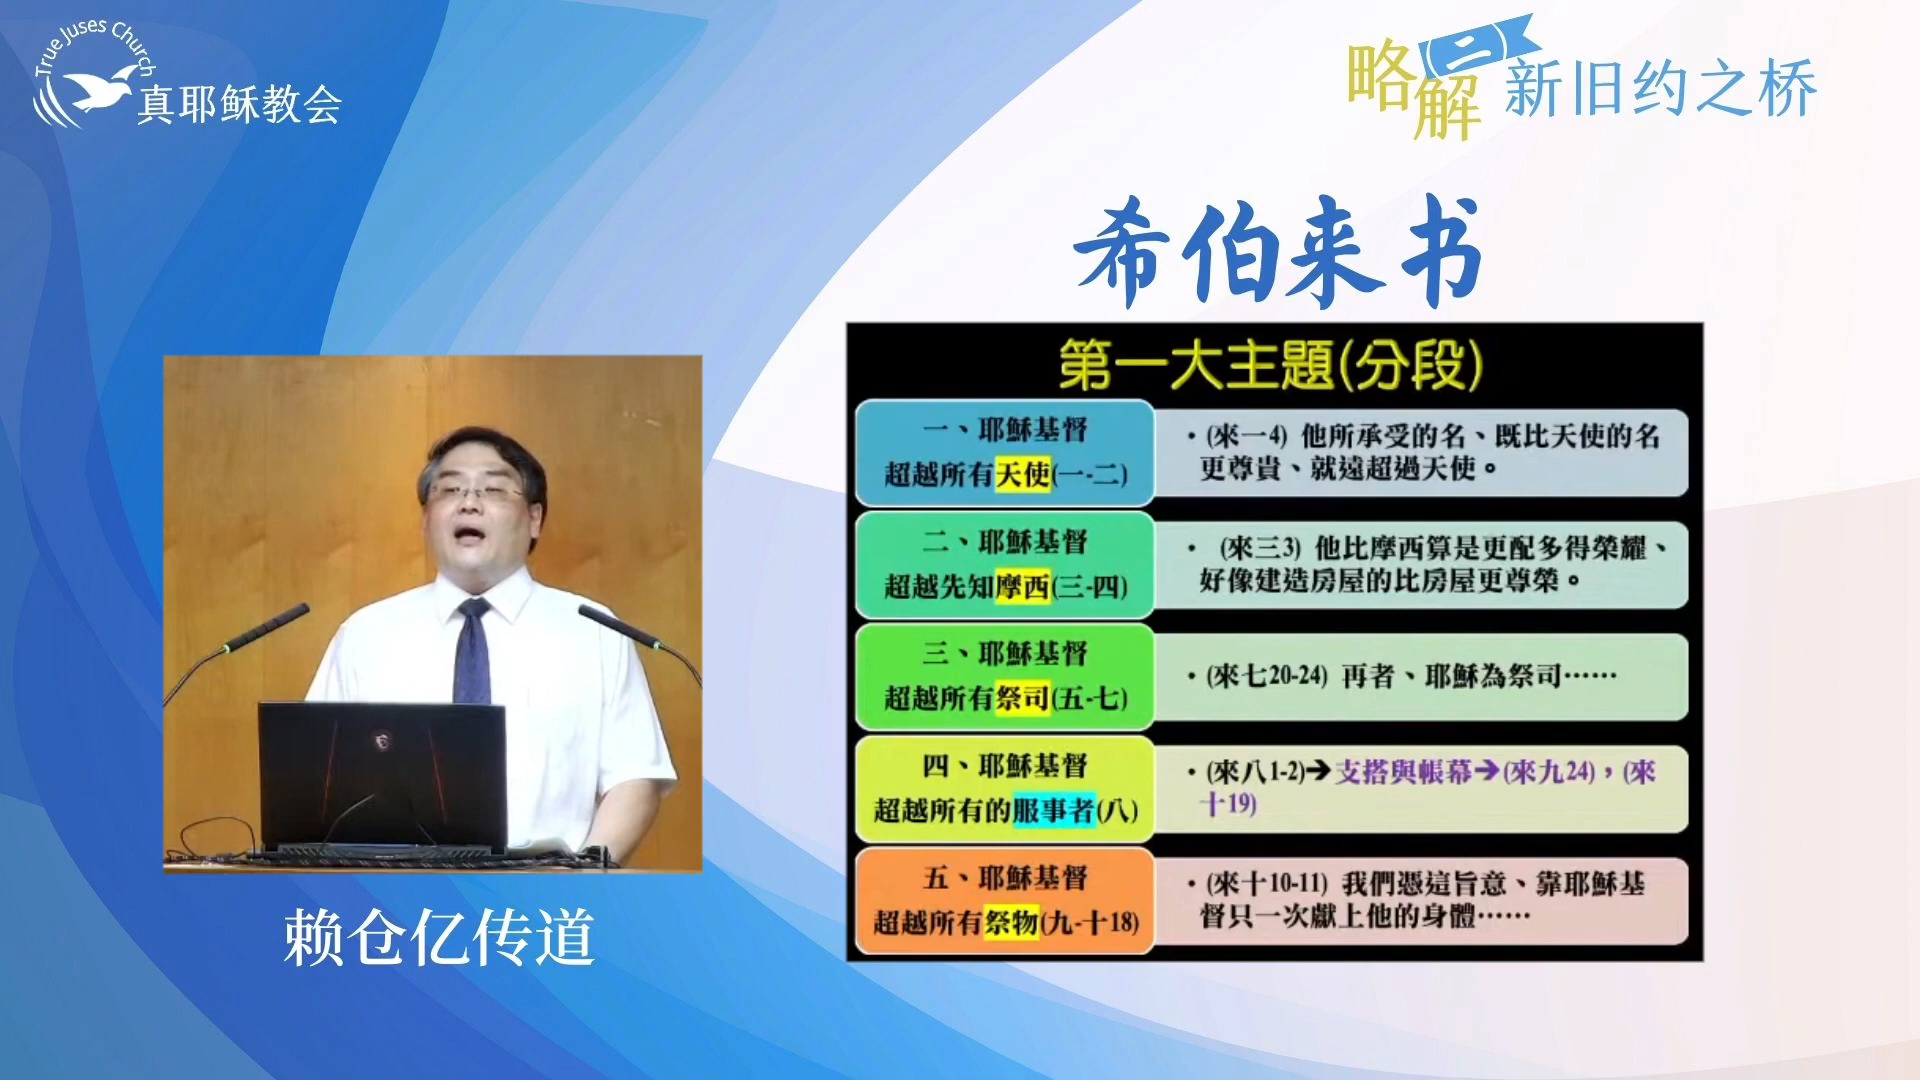 True Juses Church
真耶稣教会
略解二 新旧约之桥
希伯来书
第一大主題(分段)
一、耶穌基督
超越所有天使(一-二)
•(來一4) 他所承受的名、既比天使的名
更尊貴、就遠超過天使。
二、耶穌基督
超越先知摩西(三-四)
• (來三3) 他比摩西算是更配多得榮耀、
好像建造房屋的比房屋更尊榮。
三、耶穌基督
超越所有祭司(五-七)
•(來七20-24) 再者、耶穌為祭司……
四、耶穌基督
超越所有的服事者(八)
•(來八1-2)➔支搭與帳幕➔(來九24),(來
十19)
五、耶穌基督
超越所有祭物(九-十18)
•(來十10-11) 我們憑這旨意、靠耶穌基
督只一次獻上他的身體……
赖仓亿传道